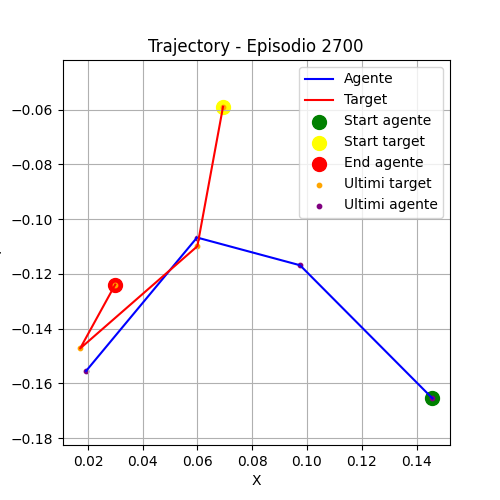 Trajectory - Episodio 2700
Agente
Target
Start agente
Start target
End agente
Ultimi target
Ultimi agente
−0.06
−0.08
−0.10
−0.12
−0.14
−0.16
−0.18
0.02 0.04 0.06 0.08 0.10 0.12 0.14
X